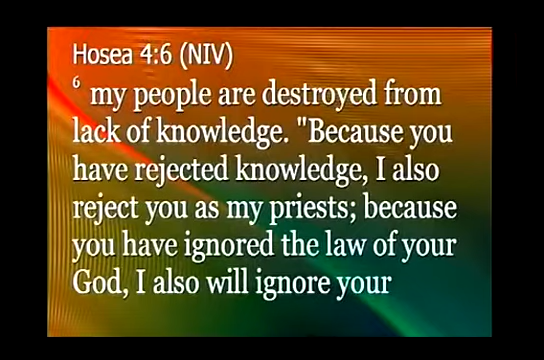 Hosea 4:6 (NIV)
⁶ my people are destroyed from
lack of knowledge. "Because you
have rejected knowledge, I also
reject you as my priests; because
you have ignored the law of your
God, I also will ignore your